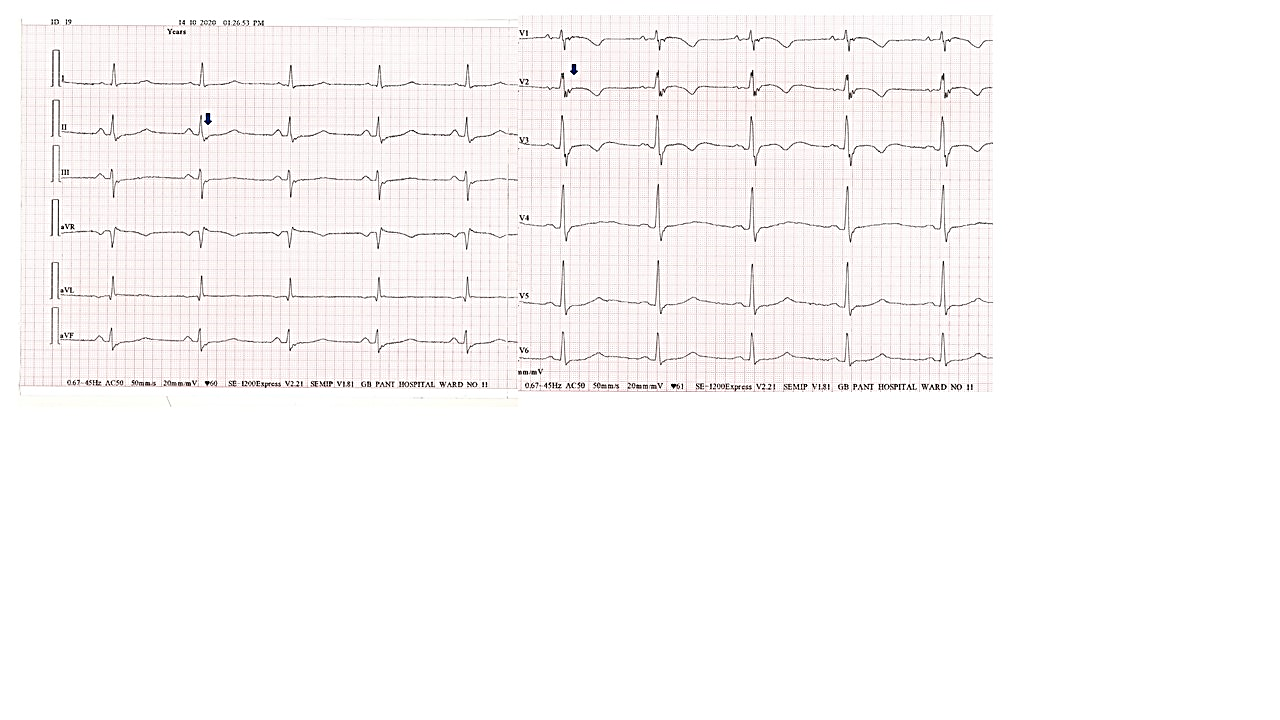 ID 19 14 10 2020 01:26:53 PM
Years
I
II
III
aVR
aVL
aVF
0.67~45Hz AC50 50mm/s 20mm/mV ♥60 SE-1200Express V2.21 SEMIP V1.81 GB PANT HOSPITAL WARD NO 11
V1
V2
V3
V4
V5
V6
mm/mV
0.67~45Hz AC50 50mm/s 20mm/mV ♥61 SE-1200Express V2.21 SEMIP V1.81 GB PANT HOSPITAL WARD NO 11